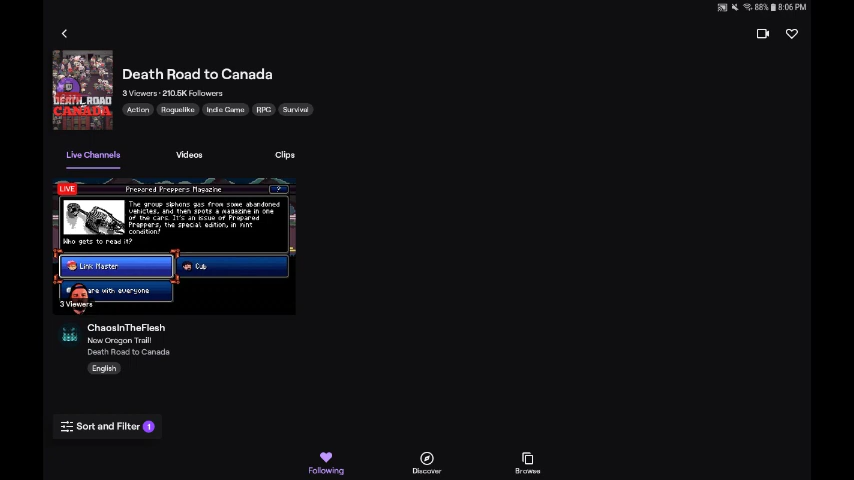 88% 8:06 PM
Death Road to Canada
3 Viewers · 210.5K Followers
Action Roguelike Indie Game RPG Survival
DEATH ROAD
CANADA
Live Channels Videos Clips
LIVE Prepared Preppers Magazine
The group siphons gas from some abandoned
vehicles, and then spots a magazine in one
of the cars. It's an issue of Prepared
Preppers, the special edition, in mint
condition!
Who gets to read it?
Link Master Cub
are with everyone
3 Viewers
ChaosInTheFlesh
New Oregon Trail!
Death Road to Canada
English
Sort and Filter 1
Following Discover Browse